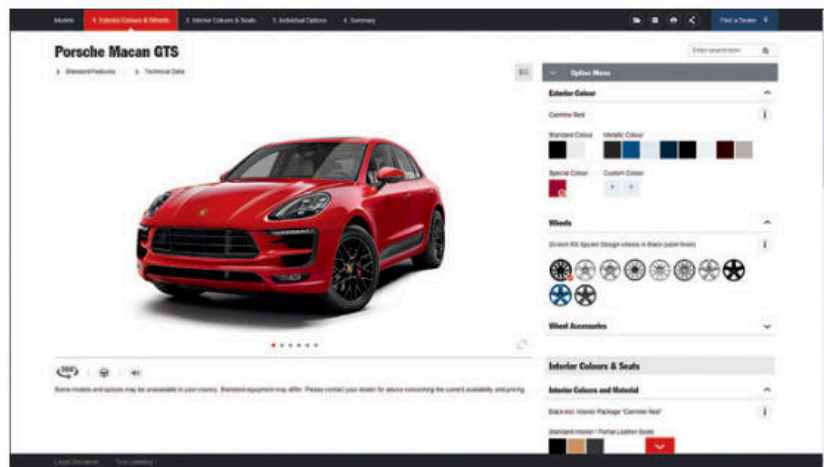 Models 1. Exterior Colours & Wheels 2. Interior Colours & Seats 3. Individual Options 4. Summary Find a Dealer
Porsche Macan GTS
Enter search term
Standard Features Technical Data
Option Menu
Exterior Colour
Carmine Red
i
Standard Colour Metallic Colour
Special Colour Custom Colour
Wheels
20-inch RS Spyder Design wheels in Black (satin finish)
i
Wheel Accessories
360°
Interior Colours & Seats
Some models and options may be unavailable in your country. Standard equipment may differ. Please contact your dealer for advice concerning the current availability and pricing.
Interior Colours and Material
Black incl. Interior Package "Carmine Red"
i
Standard Interior / Partial Leather Seats
Legal Disclaimer Tyre Labelling